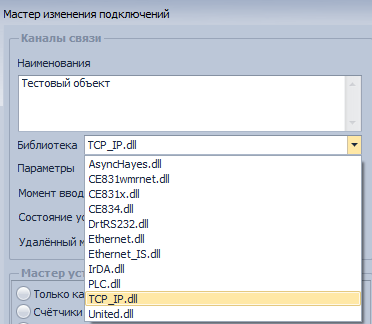 Мастер изменения подключений
Каналы связи
Наименования
Тестовый объект
Библиотека TCP_IP.dll
Параметры
AsyncHayes.dll
CE831wmrnet.dll
Момент ввод
CE831x.dll
CE834.dll
Состояние ус
DrtRS232.dll
Ethernet.dll
Удалённый м
Ethernet_IS.dll
IrDA.dll
Мастер уст
PLC.dll
Только ка
TCP_IP.dll
Счётчики
United.dll